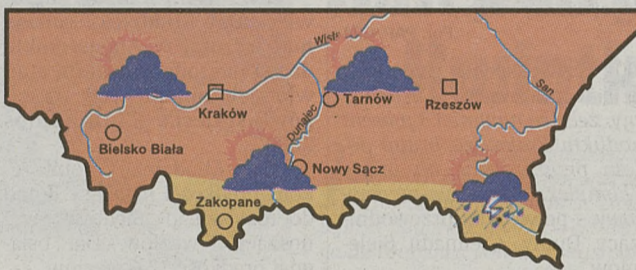 Wisła
San
Tarnów
Kraków
Rzeszów
Dunajec
Bielsko Biała
Nowy Sącz
Zakopane